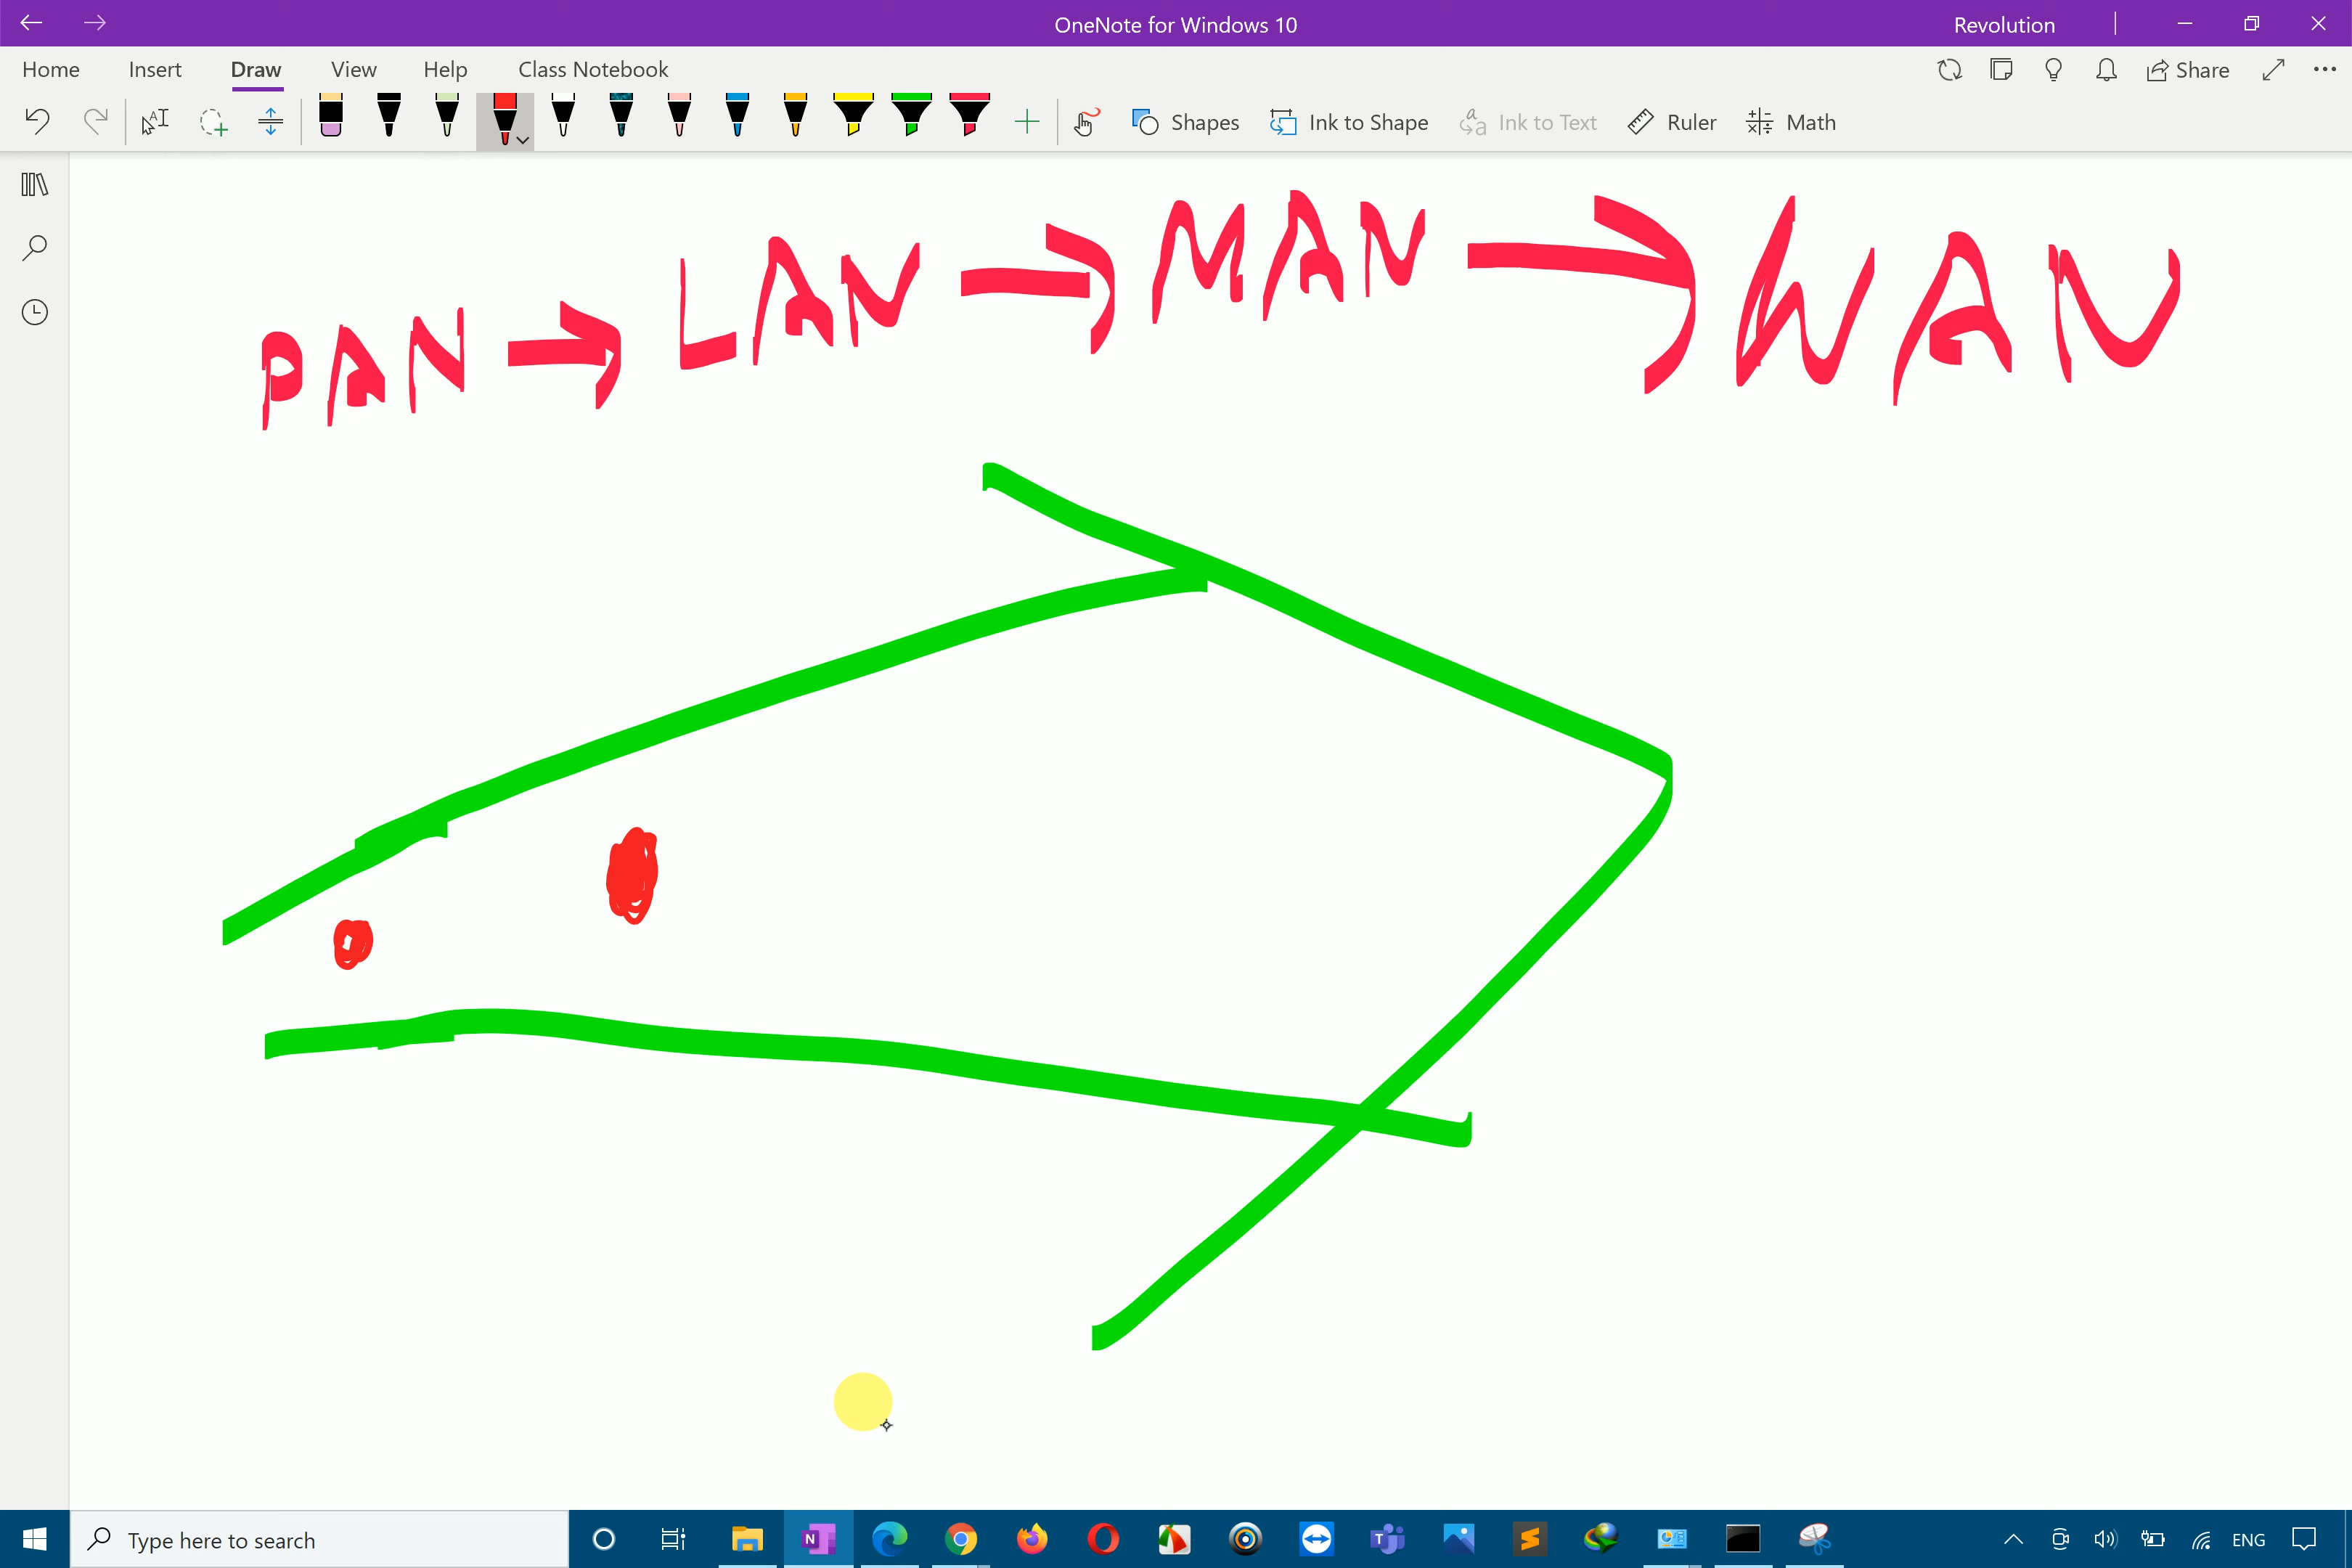 OneNote for Windows 10
Revolution
Home Insert Draw View Help Class Notebook
Share
Shapes Ink to Shape Ink to Text Ruler Math
PAN → LAN → MAN → WAN
Type here to search
ENG